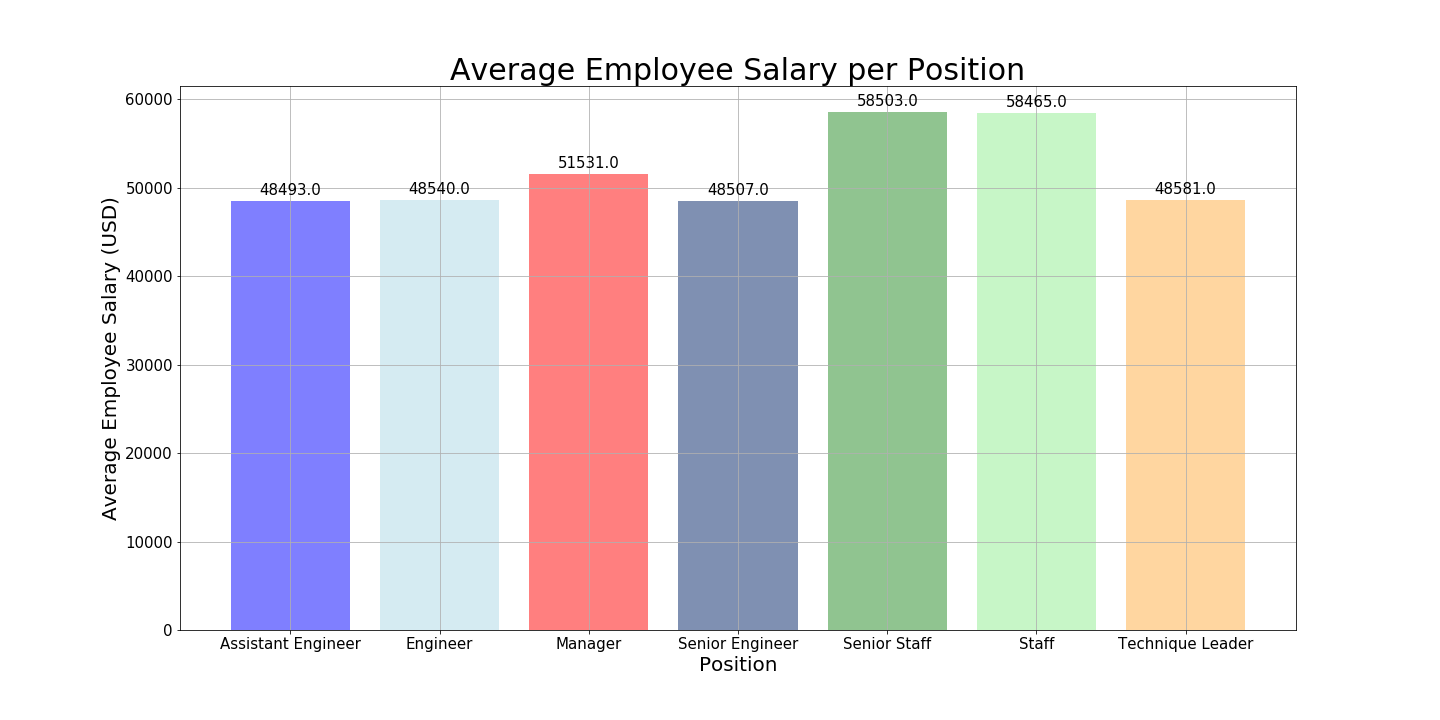 Average Employee Salary per Position
Average Employee Salary (USD)
60000
50000
40000
30000
20000
10000
0
48493.0
48540.0
51531.0
48507.0
58503.0
58465.0
48581.0
Assistant Engineer
Engineer
Manager
Senior Engineer
Senior Staff
Staff
Technique Leader
Position